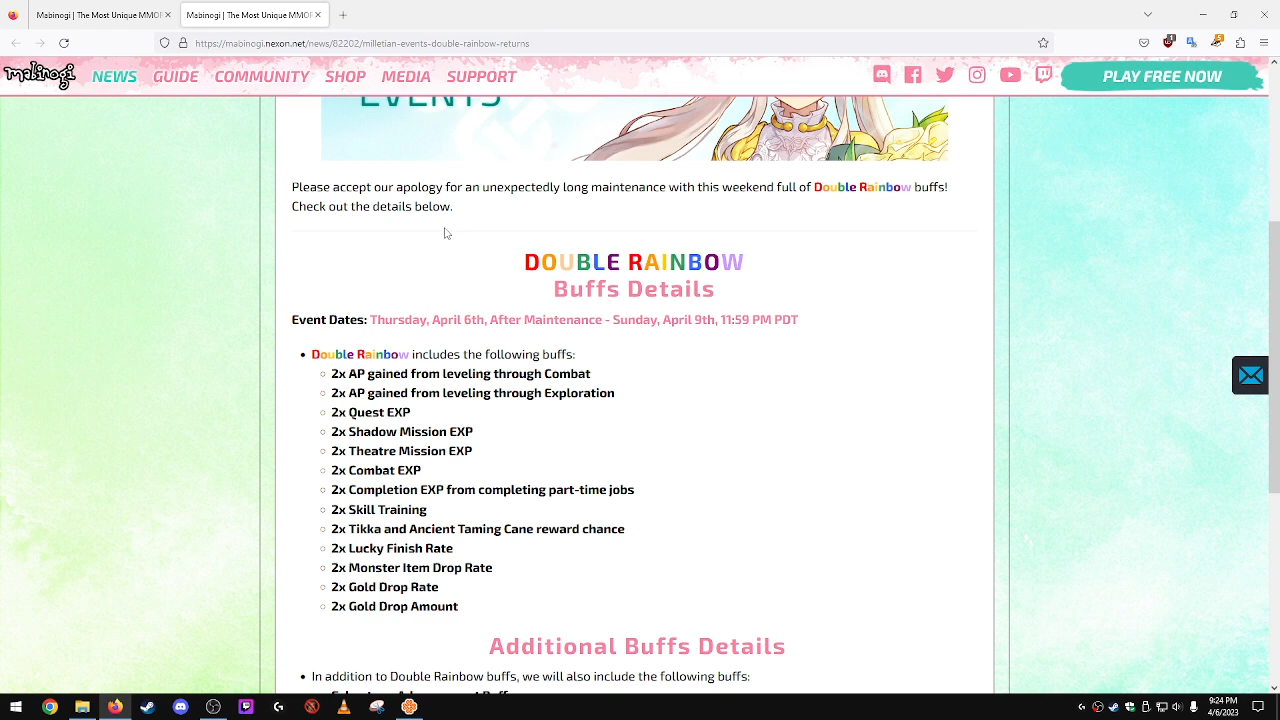 Mabinogi | The Most Unique MMOF
Mabinogi | The Most Unique MMOF
https://mabinogi.nexon.net/news/82202/milletian-events-double-rainbow-returns
mabinogi NEWS GUIDE COMMUNITY SHOP MEDIA SUPPORT PLAY FREE NOW
EVENTS
Please accept our apology for an unexpectedly long maintenance with this weekend full of Double Rainbow buffs!
Check out the details below.
DOUBLE RAINBOW
Buffs Details
Event Dates: Thursday, April 6th, After Maintenance - Sunday, April 9th, 11:59 PM PDT
Double Rainbow includes the following buffs:
2x AP gained from leveling through Combat
2x AP gained from leveling through Exploration
2x Quest EXP
2x Shadow Mission EXP
2x Theatre Mission EXP
2x Combat EXP
2x Completion EXP from completing part-time jobs
2x Skill Training
2x Tikka and Ancient Taming Cane reward chance
2x Lucky Finish Rate
2x Monster Item Drop Rate
2x Gold Drop Rate
2x Gold Drop Amount
Additional Buffs Details
In addition to Double Rainbow buffs, we will also include the following buffs:
9:24 PM
4/6/2023